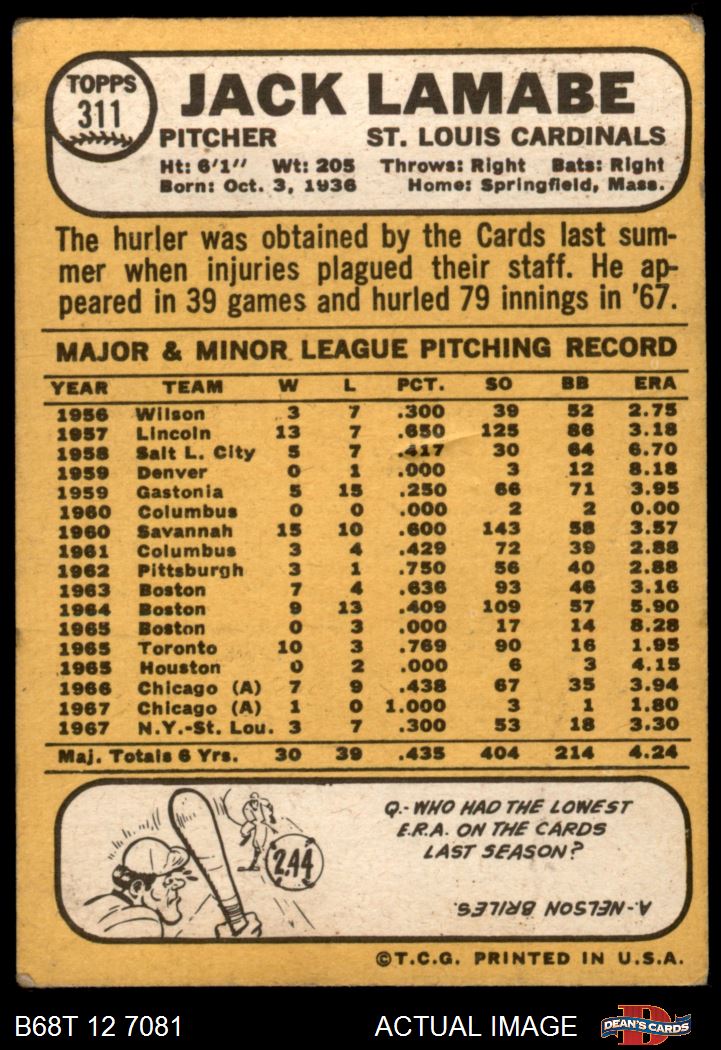 TOPPS
311
JACK LAMABE
PITCHER ST. LOUIS CARDINALS
Ht: 6'1" Wt: 205 Throws: Right Bats: Right
Born: Oct. 3, 1936 Home: Springfield, Mass.
The hurler was obtained by the Cards last sum-
mer when injuries plagued their staff. He ap-
peared in 39 games and hurled 79 innings in '67.
MAJOR & MINOR LEAGUE PITCHING RECORD
YEAR TEAM W L PCT. SO BB ERA
1956 Wilson 3 7 .300 39 52 2.75
1957 Lincoln 13 7 .650 125 86 3.18
1958 Salt L. City 5 7 .417 30 64 6.70
1959 Denver 0 1 .000 3 12 8.18
1959 Gastonia 5 15 .250 66 71 3.95
1960 Columbus 0 0 .000 2 2 0.00
1960 Savannah 15 10 .600 143 58 3.57
1961 Columbus 3 4 .429 72 39 2.88
1962 Pittsburgh 3 1 .750 56 40 2.88
1963 Boston 7 4 .636 93 46 3.16
1964 Boston 9 13 .409 109 57 5.90
1965 Boston 0 3 .000 17 14 8.28
1965 Toronto 10 3 .769 90 16 1.95
1965 Houston 0 2 .000 6 3 4.15
1966 Chicago (A) 7 9 .438 67 35 3.94
1967 Chicago (A) 1 0 1.000 3 1 1.80
1967 N.Y.-St. Lou. 3 7 .300 53 18 3.30
Maj. Totals 6 Yrs. 30 39 .435 404 214 4.24
2.44
Q.- WHO HAD THE LOWEST
E.R.A. ON THE CARDS
LAST SEASON?
A.- NELSON BRILES.
©T.C.G. PRINTED IN U.S.A.
B68T 12 7081 ACTUAL IMAGE
D
DEAN'S CARDS